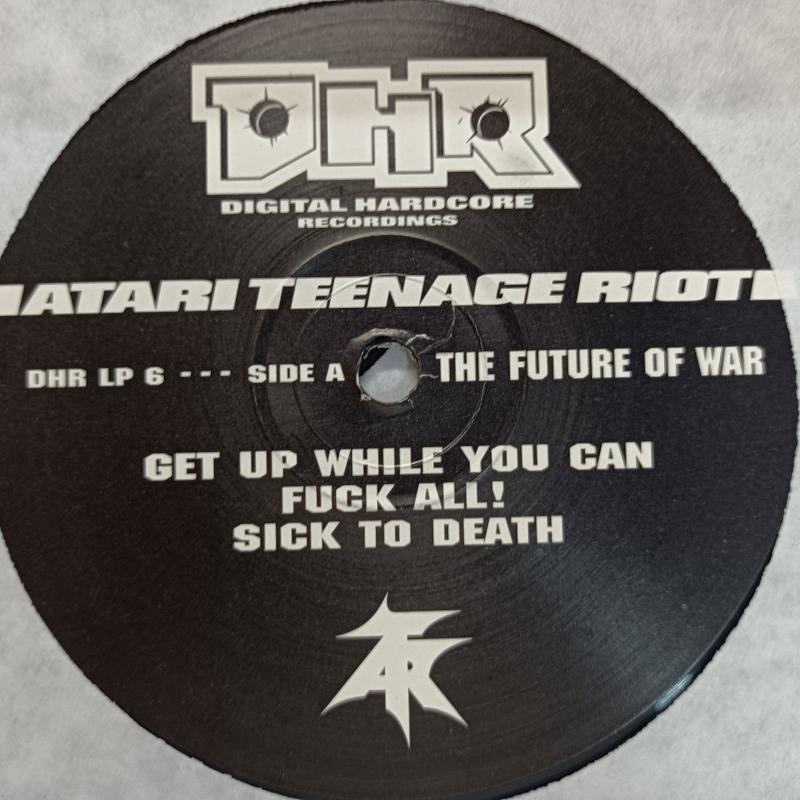 DHR
DIGITAL HARDCORE
RECORDINGS
ATARI TEENAGE RIOT
DHR LP 6 --- SIDE A THE FUTURE OF WAR
GET UP WHILE YOU CAN
FUCK ALL!
SICK TO DEATH
ATR